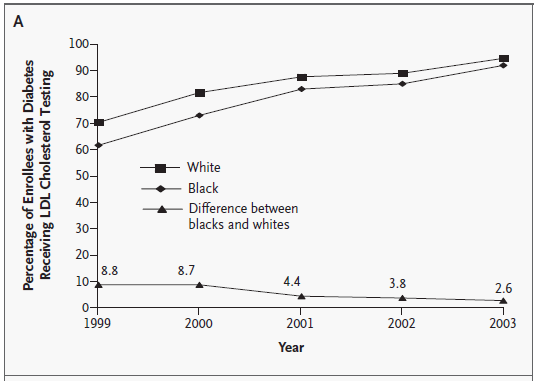 A
Percentage of Enrollees with Diabetes
Receiving LDL Cholesterol Testing
100
90
80
70
60
50
40
30
20
10
0
White
Black
Difference between
blacks and whites
8.8
8.7
4.4
3.8
2.6
1999
2000
2001
2002
2003
Year